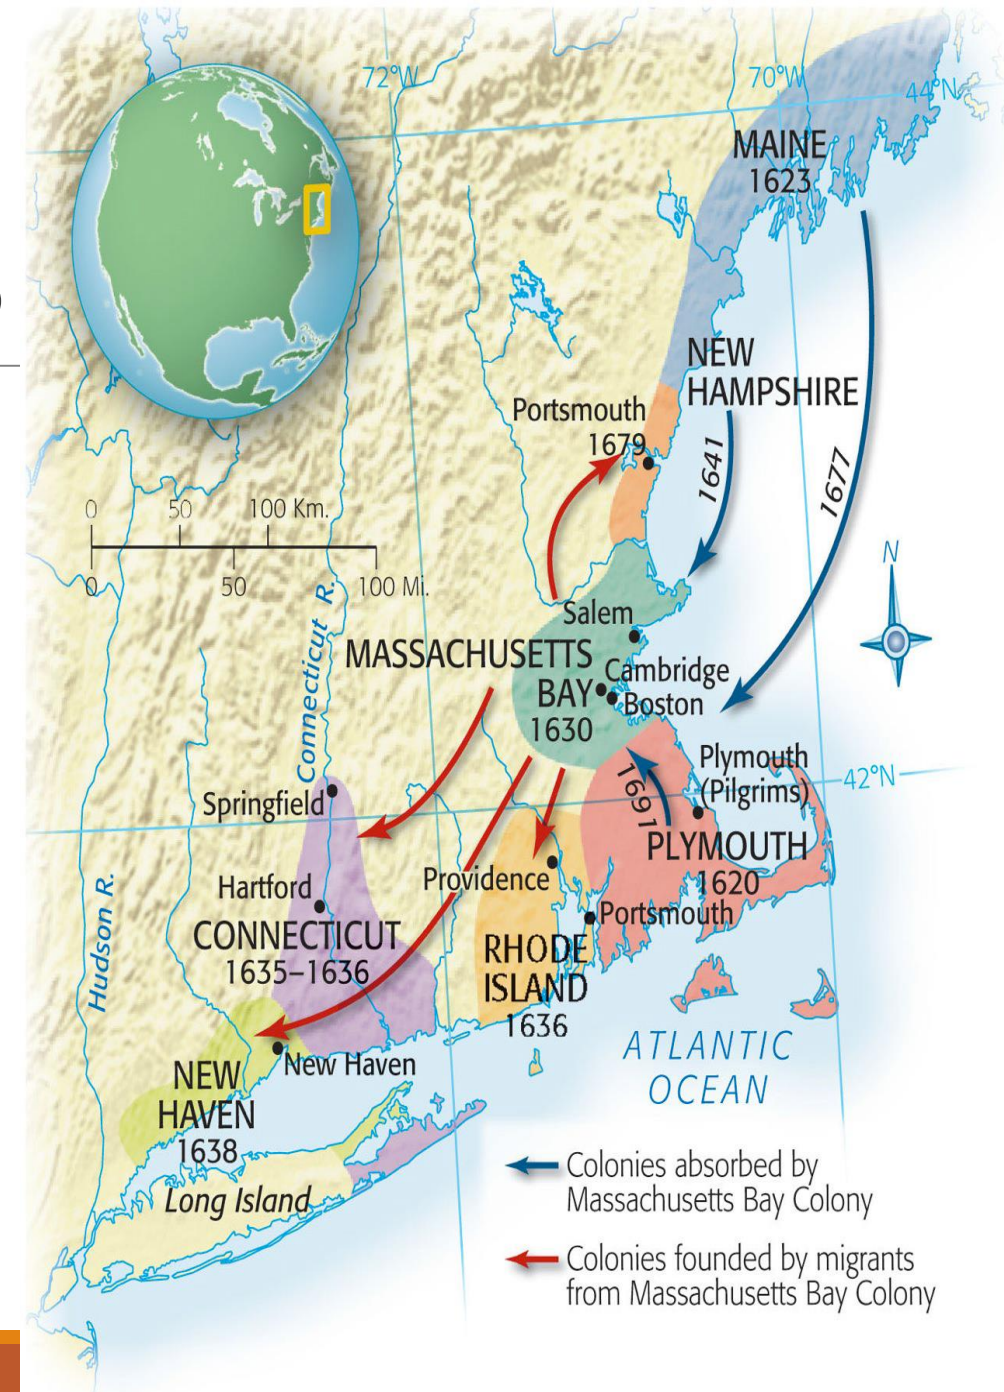 72°W
70°W
44°N
MAINE
1623
NEW
HAMPSHIRE
Portsmouth
1679
1641
1677
0 50 100 Km.
0 50 100 Mi.
N
Connecticut R.
Salem
MASSACHUSETTS
BAY
1630
Cambridge
Boston
Plymouth
(Pilgrims)
42°N
1691
PLYMOUTH
1620
Springfield
Hartford
Providence
Portsmouth
CONNECTICUT
1635–1636
RHODE
ISLAND
1636
Hudson R.
New Haven
NEW
HAVEN
1638
Long Island
ATLANTIC
OCEAN
Colonies absorbed by
Massachusetts Bay Colony
Colonies founded by migrants
from Massachusetts Bay Colony